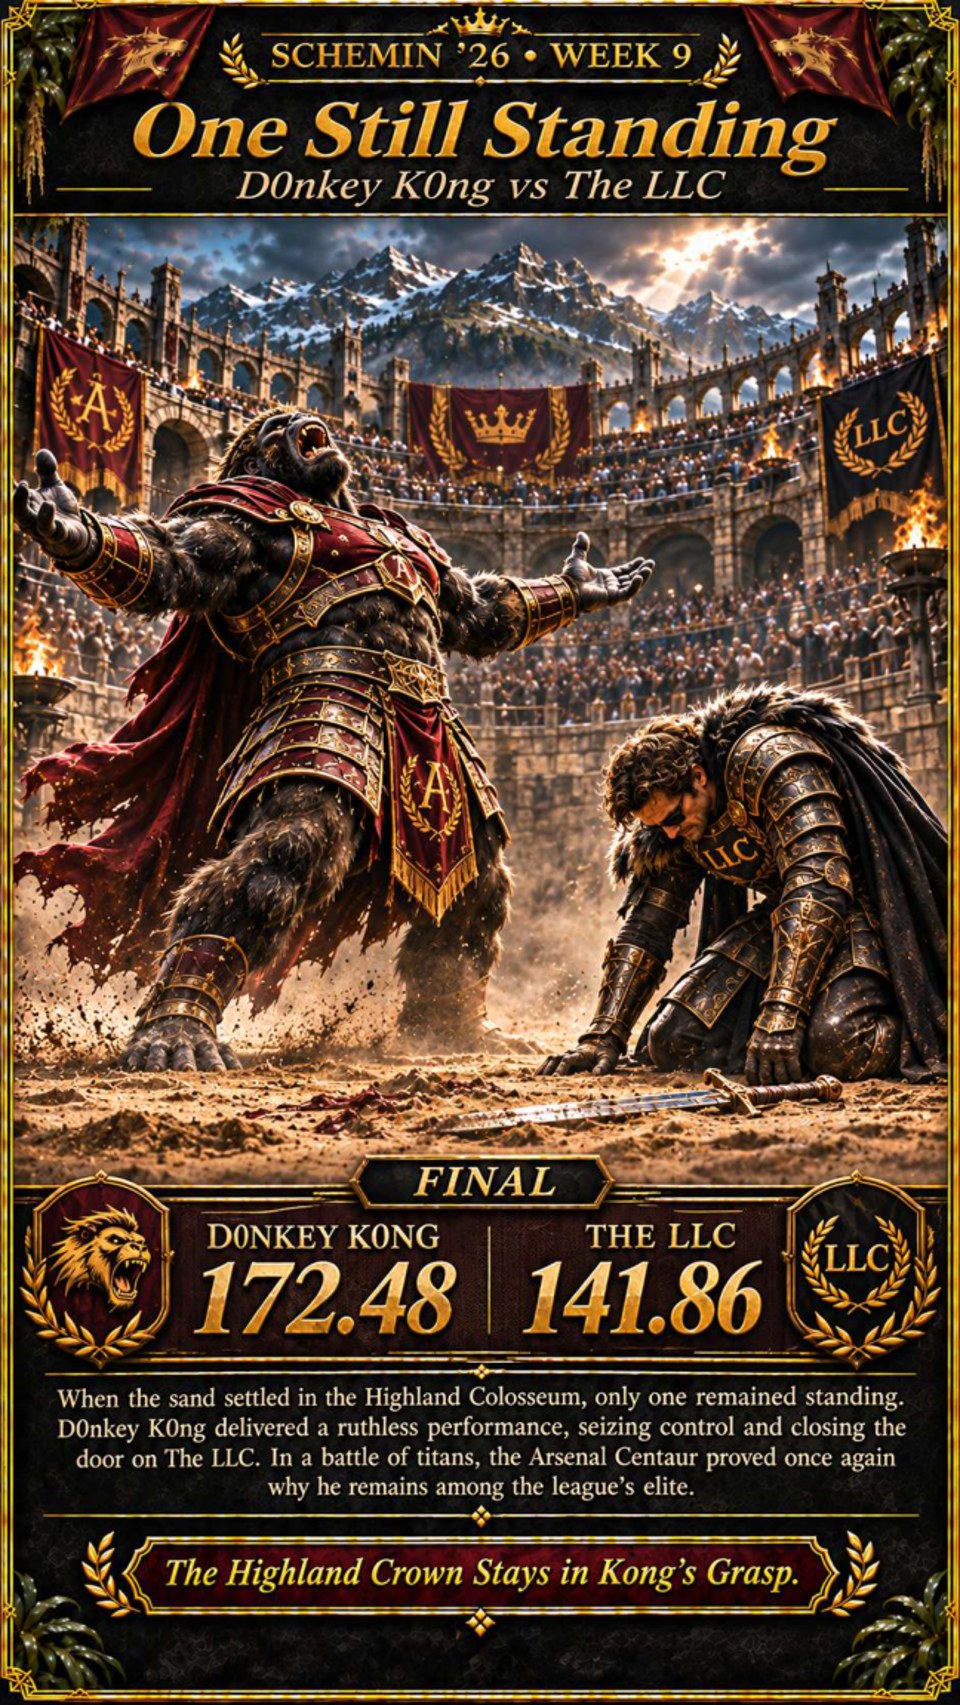 SCHEMIN '26 • WEEK 9
One Still Standing
D0nkey K0ng vs The LLC
A
LLC
A
A
LLC
FINAL
D0NKEY K0NG
172.48
THE LLC
141.86
LLC
When the sand settled in the Highland Colosseum, only one remained standing.
D0nkey K0ng delivered a ruthless performance, seizing control and closing the
door on The LLC. In a battle of titans, the Arsenal Centaur proved once again
why he remains among the league's elite.
The Highland Crown Stays in Kong's Grasp.